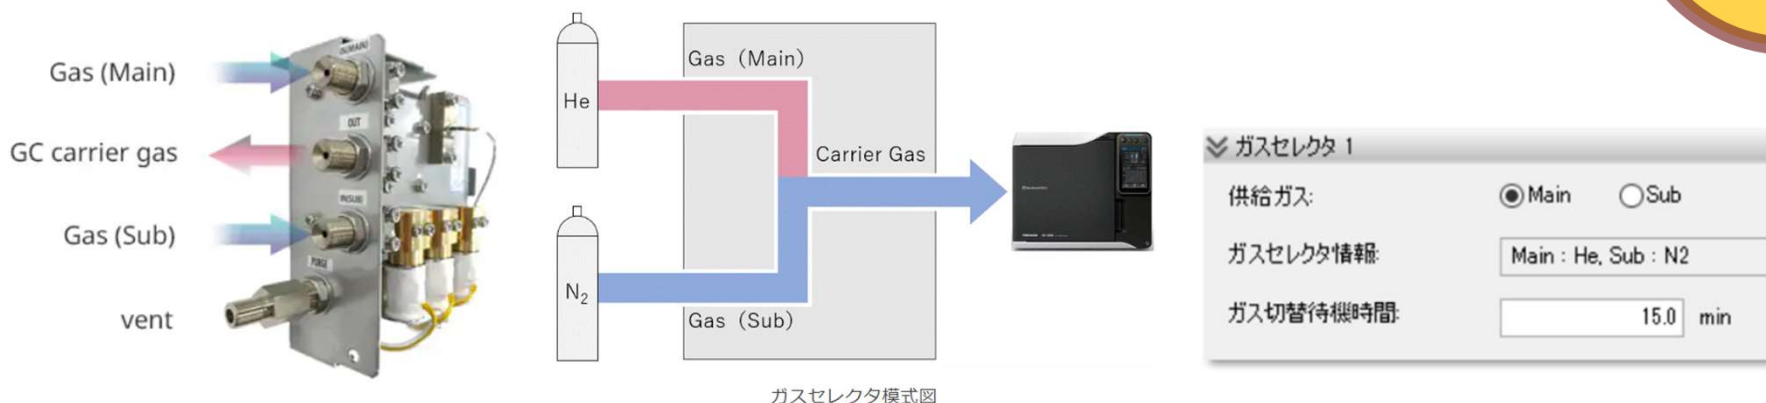 Gas (Main)
GC carrier gas
Gas (Sub)
vent
OUT
PURGE
He
N2
Gas (Main)
Carrier Gas
Gas (Sub)
ガスセレクタ模式図
ガスセレクタ 1
供給ガス:
Main
Sub
ガスセレクタ情報:
Main : He, Sub : N2
ガス切替待機時間:
15.0 min